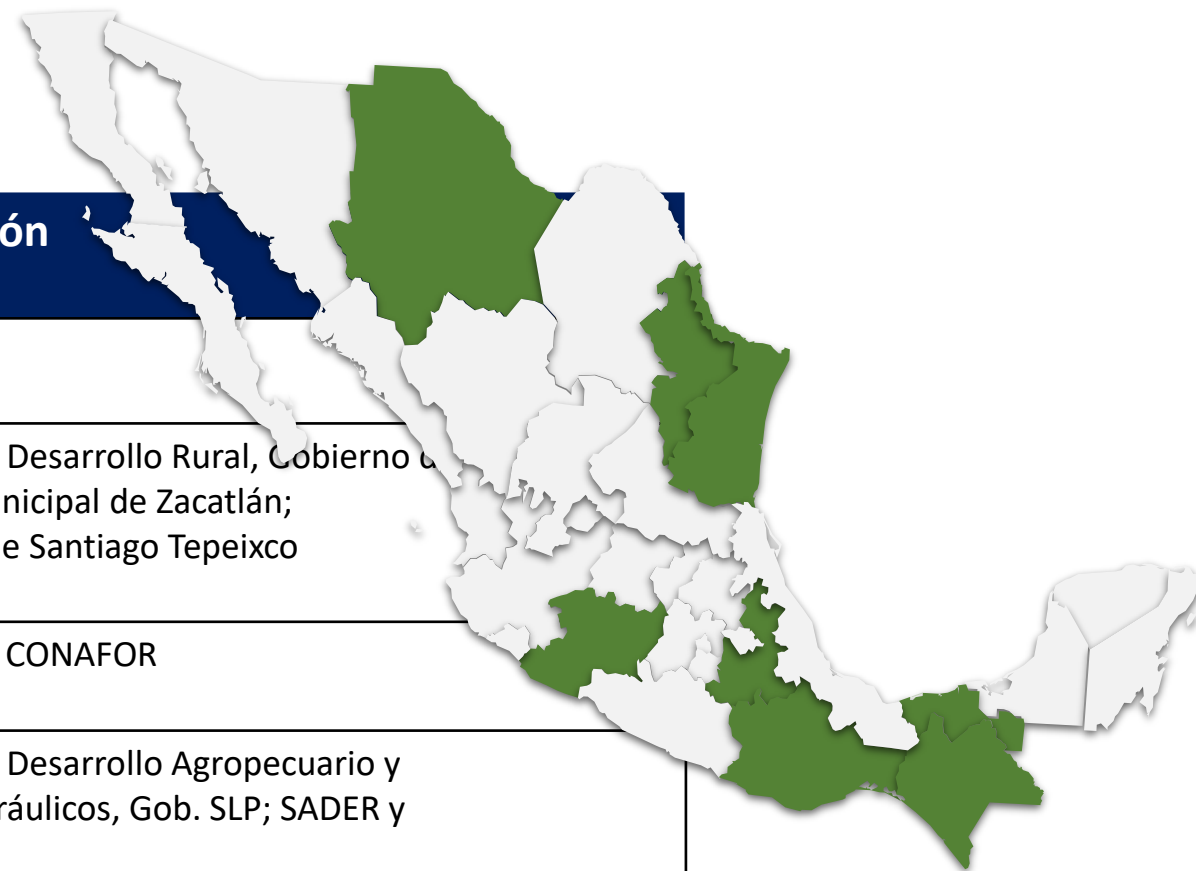 ón
Desarrollo Rural, Gobierno d
nicipal de Zacatlán;
e Santiago Tepeixco
CONAFOR
Desarrollo Agropecuario y
ráulicos, Gob. SLP; SADER y